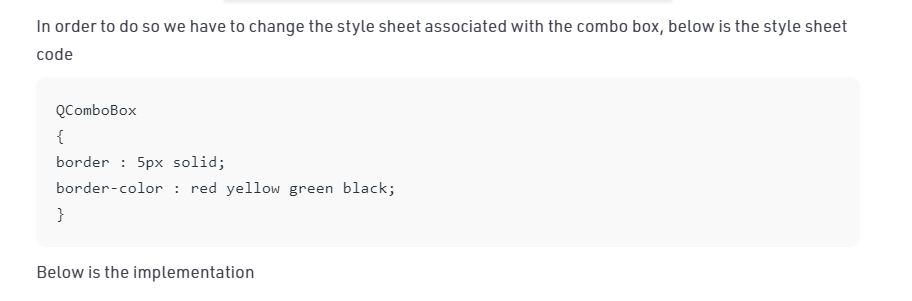 In order to do so we have to change the style sheet associated with the combo box, below is the style sheet
code
QComboBox
{
border : 5px solid;
border-color : red yellow green black;
}
Below is the implementation